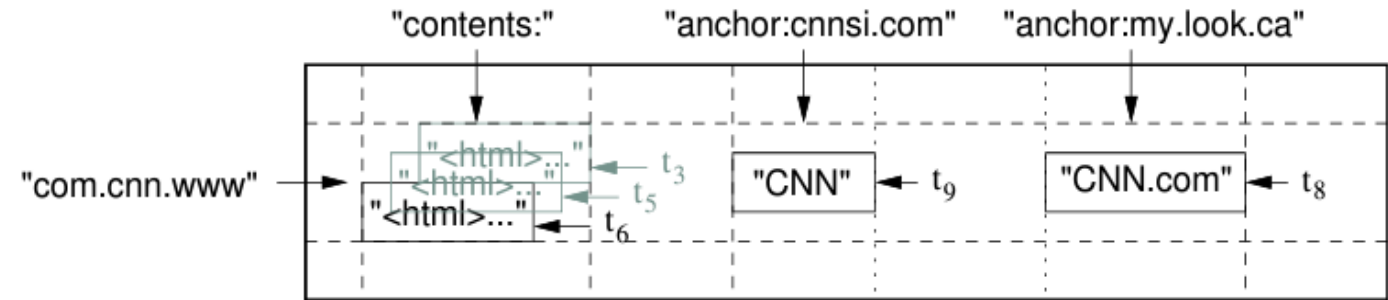 "contents:" "anchor:cnnsi.com" "anchor:my.look.ca"
"<html>..." t3
"com.cnn.www" "<html>..." t5 "CNN" t9 "CNN.com" t8
"<html>..." t6